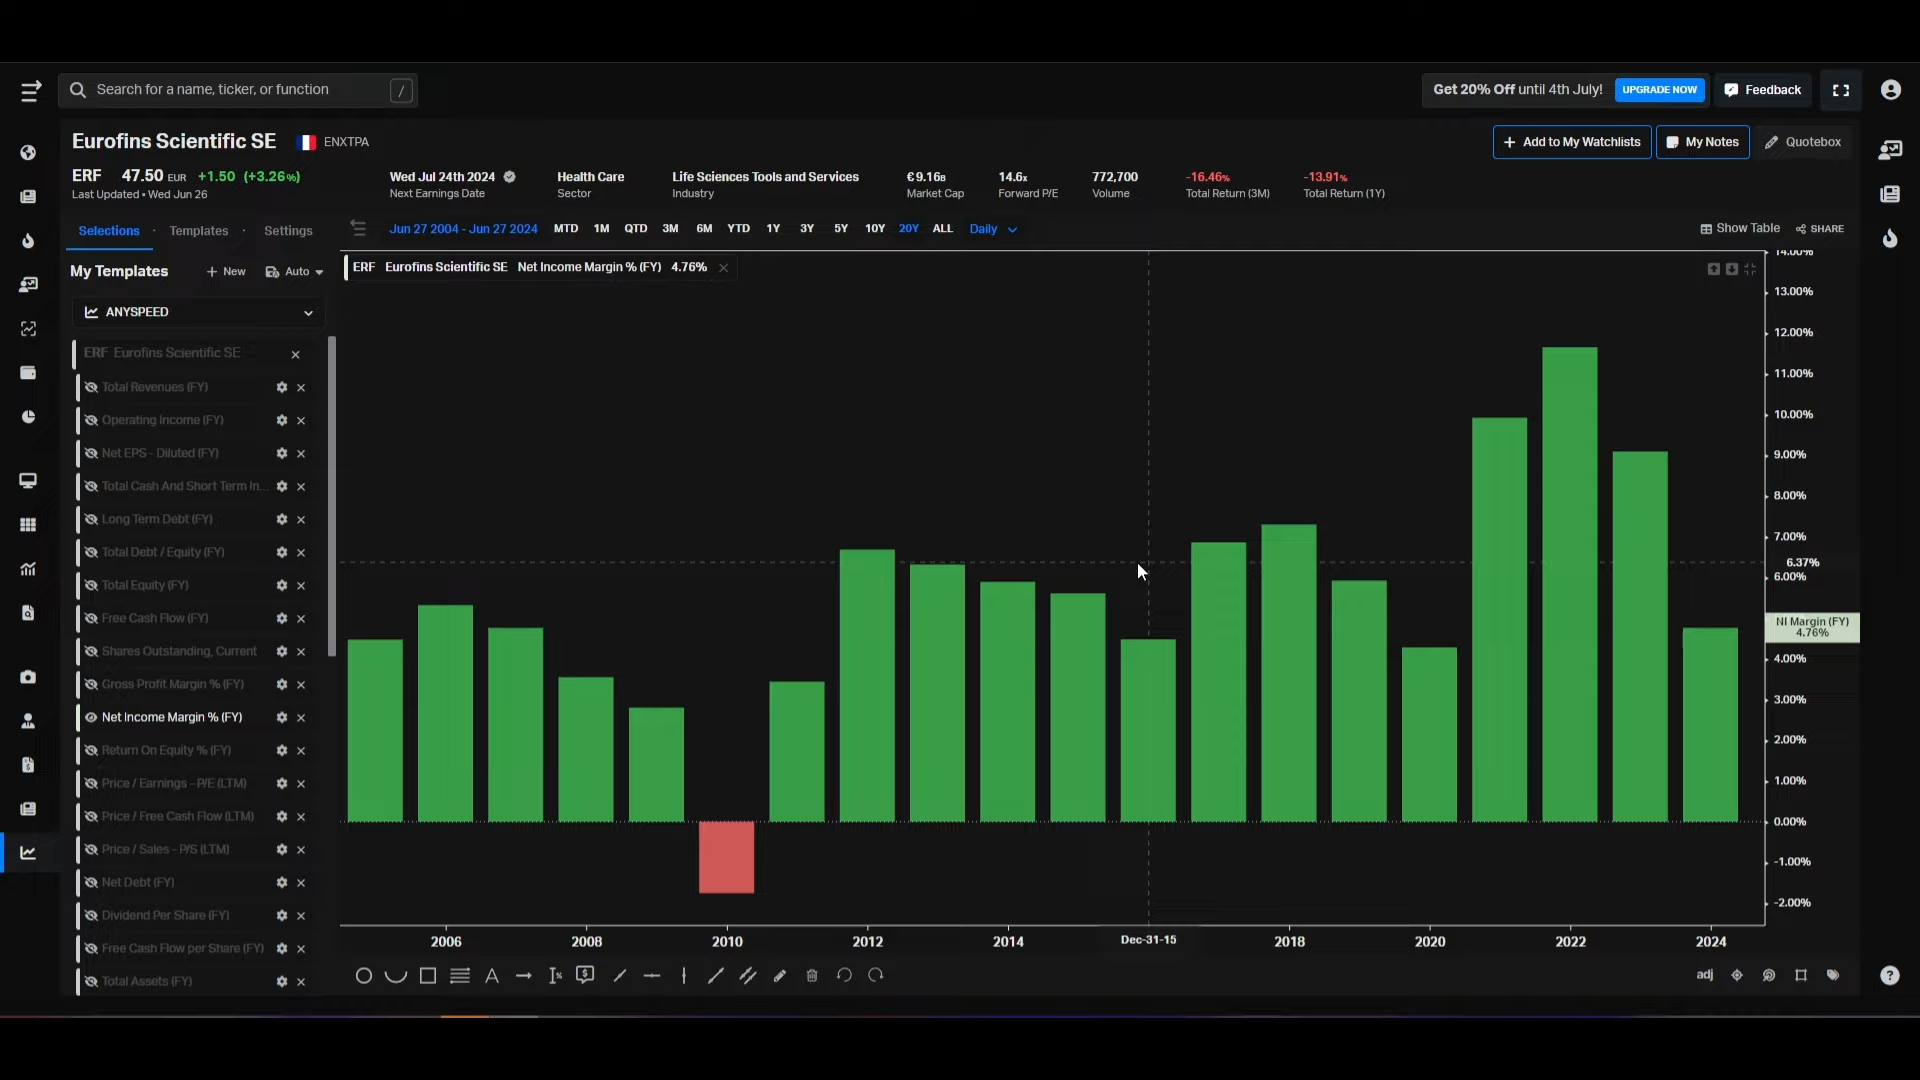 Search for a name, ticker, or function /
Get 20% Off until 4th July! UPGRADE NOW Feedback
Eurofins Scientific SE ENXTPA
Add to My Watchlists My Notes Quotebox
ERF 47.50 EUR +1.50 (+3.26%)
Last Updated • Wed Jun 26
Wed Jul 24th 2024
Next Earnings Date
Health Care
Sector
Life Sciences Tools and Services
Industry
€9.16B
Market Cap
14.6x
Forward P/E
772,700
Volume
-16.46%
Total Return (3M)
-13.91%
Total Return (1Y)
Selections · Templates · Settings
Jun 27 2004 - Jun 27 2024 MTD 1M QTD 3M 6M YTD 1Y 3Y 5Y 10Y 20Y ALL Daily
Show Table SHARE
My Templates + New Auto
ANYSPEED
ERF Eurofins Scientific SE
Total Revenues (FY)
Operating Income (FY)
Net EPS - Diluted (FY)
Total Cash And Short Term In...
Long Term Debt (FY)
Total Debt / Equity (FY)
Total Equity (FY)
Free Cash Flow (FY)
Shares Outstanding, Current
Gross Profit Margin % (FY)
Net Income Margin % (FY)
Return On Equity % (FY)
Price / Earnings - P/E (LTM)
Price / Free Cash Flow (LTM)
Price / Sales - P/S (LTM)
Net Debt (FY)
Dividend Per Share (FY)
Free Cash Flow per Share (FY)
Total Assets (FY)
ERF Eurofins Scientific SE Net Income Margin % (FY) 4.76%
14.00%
13.00%
12.00%
11.00%
10.00%
9.00%
8.00%
7.00%
6.37%
6.00%
NI Margin (FY)
4.76%
4.00%
3.00%
2.00%
1.00%
0.00%
-1.00%
-2.00%
2006 2008 2010 2012 2014 Dec-31-15 2018 2020 2022 2024
adj